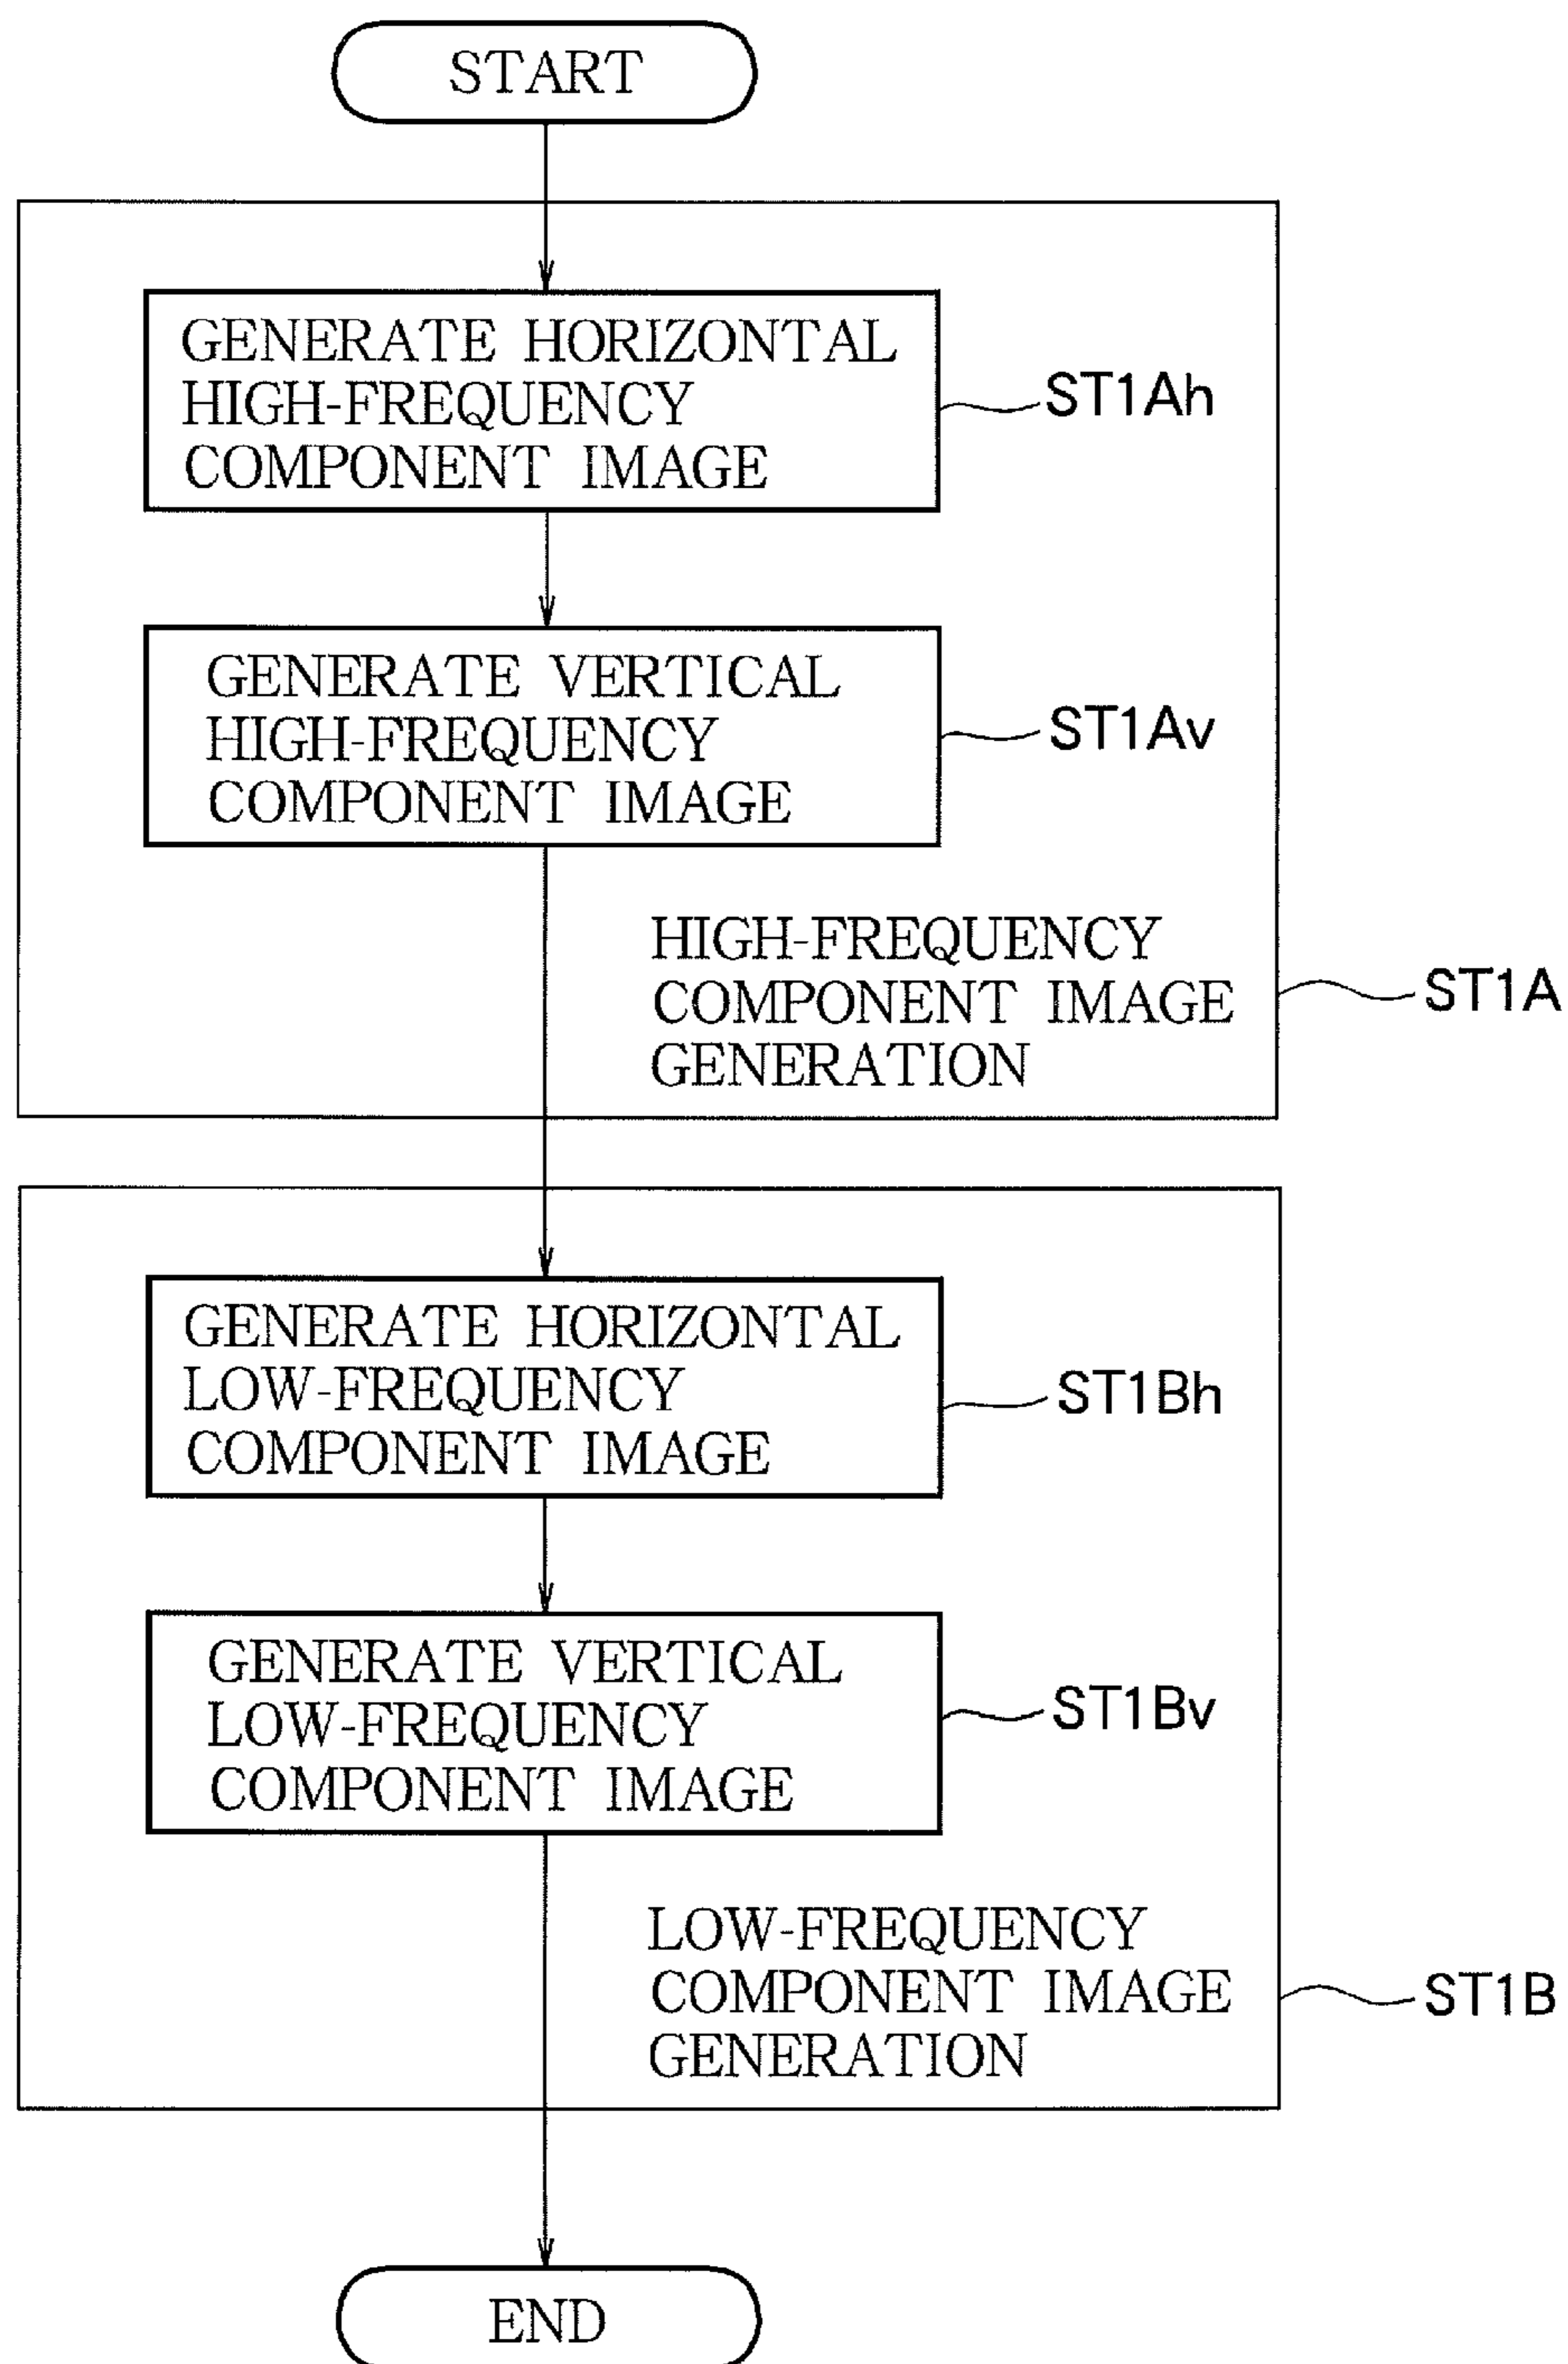 START
GENERATE HORIZONTAL
HIGH-FREQUENCY
COMPONENT IMAGE
ST1Ah
GENERATE VERTICAL
HIGH-FREQUENCY
COMPONENT IMAGE
ST1Av
HIGH-FREQUENCY
COMPONENT IMAGE
GENERATION
ST1A
GENERATE HORIZONTAL
LOW-FREQUENCY
COMPONENT IMAGE
ST1Bh
GENERATE VERTICAL
LOW-FREQUENCY
COMPONENT IMAGE
ST1Bv
LOW-FREQUENCY
COMPONENT IMAGE
GENERATION
ST1B
END